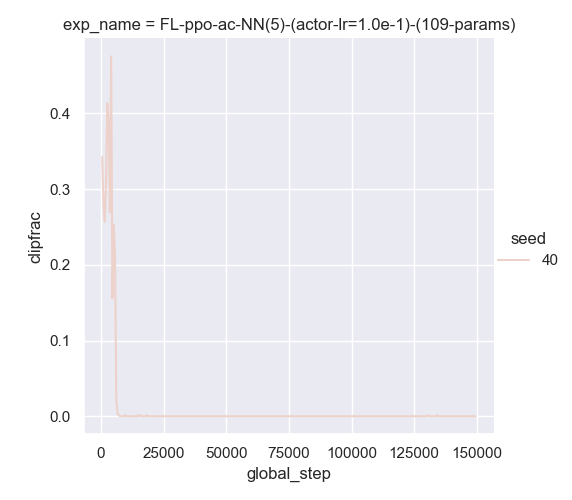 exp_name = FL-ppo-ac-NN(5)-(actor-lr=1.0e-1)-(109-params)
0.4
0.3
0.2
0.1
0.0
clipfrac
0 25000 50000 75000 100000 125000 150000
global_step
seed
40